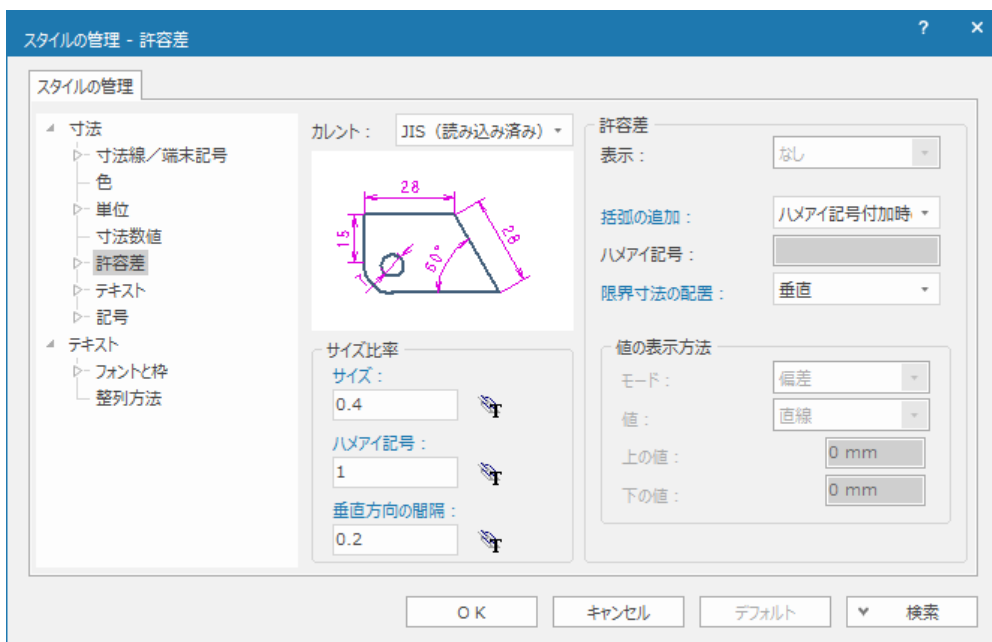 スタイルの管理 - 許容差
?
×
スタイルの管理
寸法
寸法線／端末記号
色
単位
寸法数値
許容差
テキスト
記号
テキスト
フォントと枠
整列方法
カレント：
JIS（読み込み済み）
28
15
28
60°
7
サイズ比率
サイズ：
0.4
ハメアイ記号：
1
垂直方向の間隔：
0.2
許容差
表示：
なし
括弧の追加：
ハメアイ記号付加時
ハメアイ記号：
限界寸法の配置：
垂直
値の表示方法
モード：
偏差
値：
直線
上の値：
0 mm
下の値：
0 mm
OK
キャンセル
デフォルト
検索